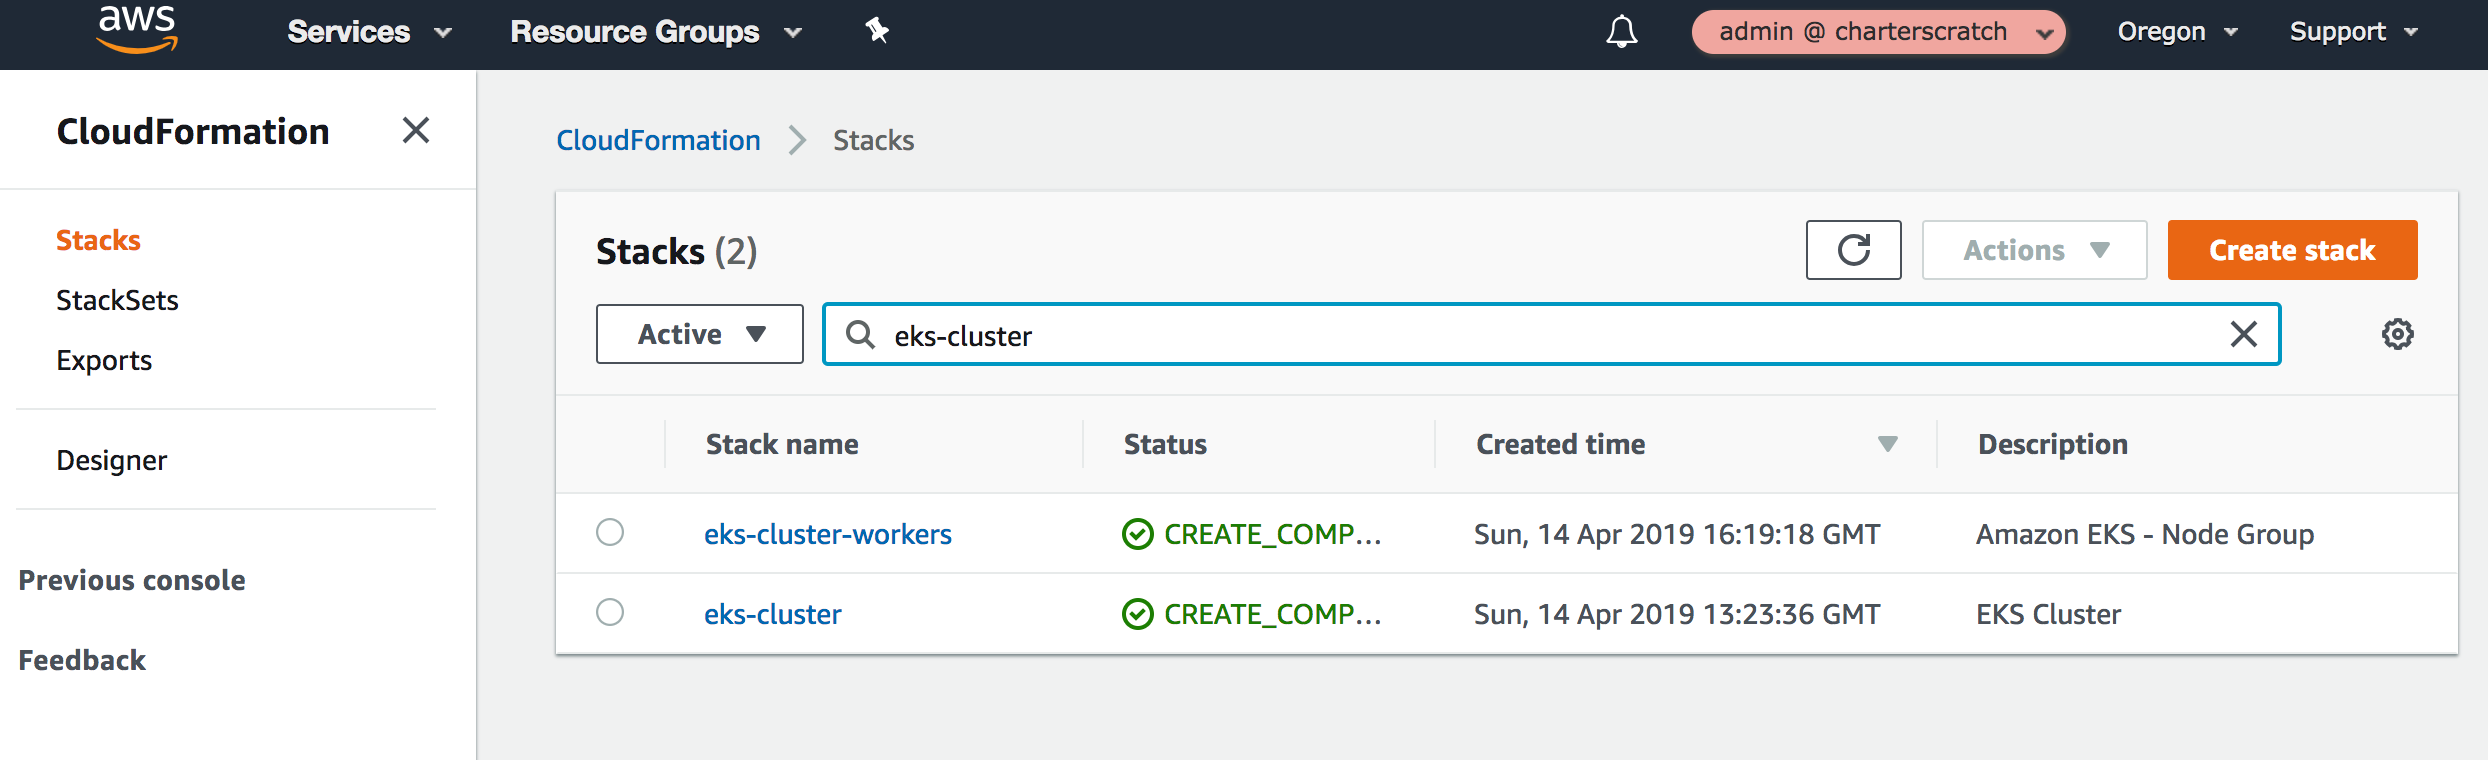 aws Services Resource Groups admin @ charterscratch Oregon Support
CloudFormation
Stacks
StackSets
Exports
Designer
Previous console
Feedback
CloudFormation Stacks
Stacks (2) Actions Create stack
Active eks-cluster
Stack name Status Created time Description
eks-cluster-workers CREATE_COMP... Sun, 14 Apr 2019 16:19:18 GMT Amazon EKS - Node Group
eks-cluster CREATE_COMP... Sun, 14 Apr 2019 13:23:36 GMT EKS Cluster